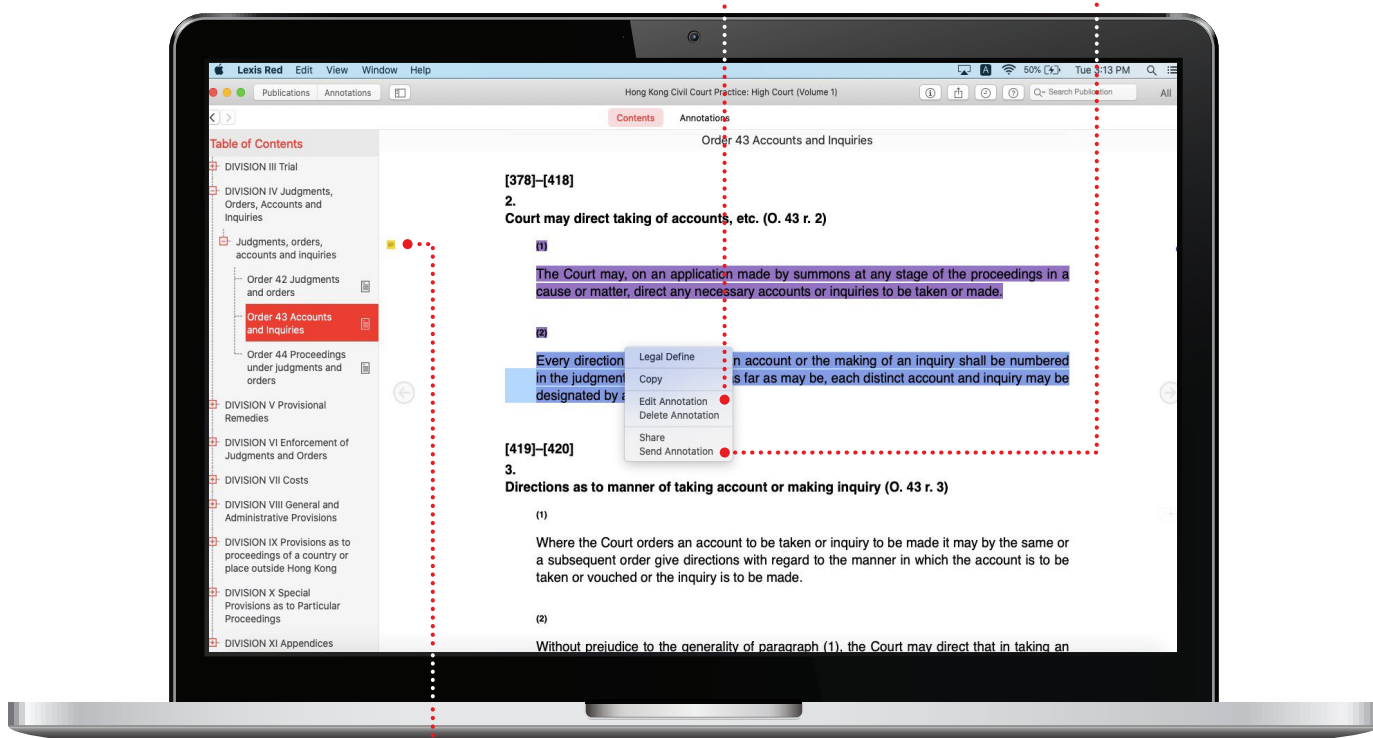 Lexis Red Edit View Window Help 50% Tue 3:13 PM
Publications Annotations Hong Kong Civil Court Practice: High Court (Volume 1) Search Publication All
Contents Annotations
Table of Contents
Order 43 Accounts and Inquiries
DIVISION III Trial
DIVISION IV Judgments,
Orders, Accounts and
Inquiries
Judgments, orders,
accounts and inquiries
Order 42 Judgments
and orders
Order 43 Accounts
and Inquiries
Order 44 Proceedings
under judgments and
orders
DIVISION V Provisional
Remedies
DIVISION VI Enforcement of
Judgments and Orders
DIVISION VII Costs
DIVISION VIII General and
Administrative Provisions
DIVISION IX Provisions as to
proceedings of a country or
place outside Hong Kong
DIVISION X Special
Provisions as to Particular
Proceedings
DIVISION XI Appendices
[378]–[418]
2.
Court may direct taking of accounts, etc. (O. 43 r. 2)
(1)
The Court may, on an application made by summons at any stage of the proceedings in a
cause or matter, direct any necessary accounts or inquiries to be taken or made.
(2)
Every direction n account or the making of an inquiry shall be numbered
in the judgment s far as may be, each distinct account and inquiry may be
designated by a
Legal Define
Copy
Edit Annotation
Delete Annotation
Share
Send Annotation
[419]–[420]
3.
Directions as to manner of taking account or making inquiry (O. 43 r. 3)
(1)
Where the Court orders an account to be taken or inquiry to be made it may by the same or
a subsequent order give directions with regard to the manner in which the account is to be
taken or vouched or the inquiry is to be made.
(2)
Without prejudice to the generality of paragraph (1), the Court may direct that in taking an